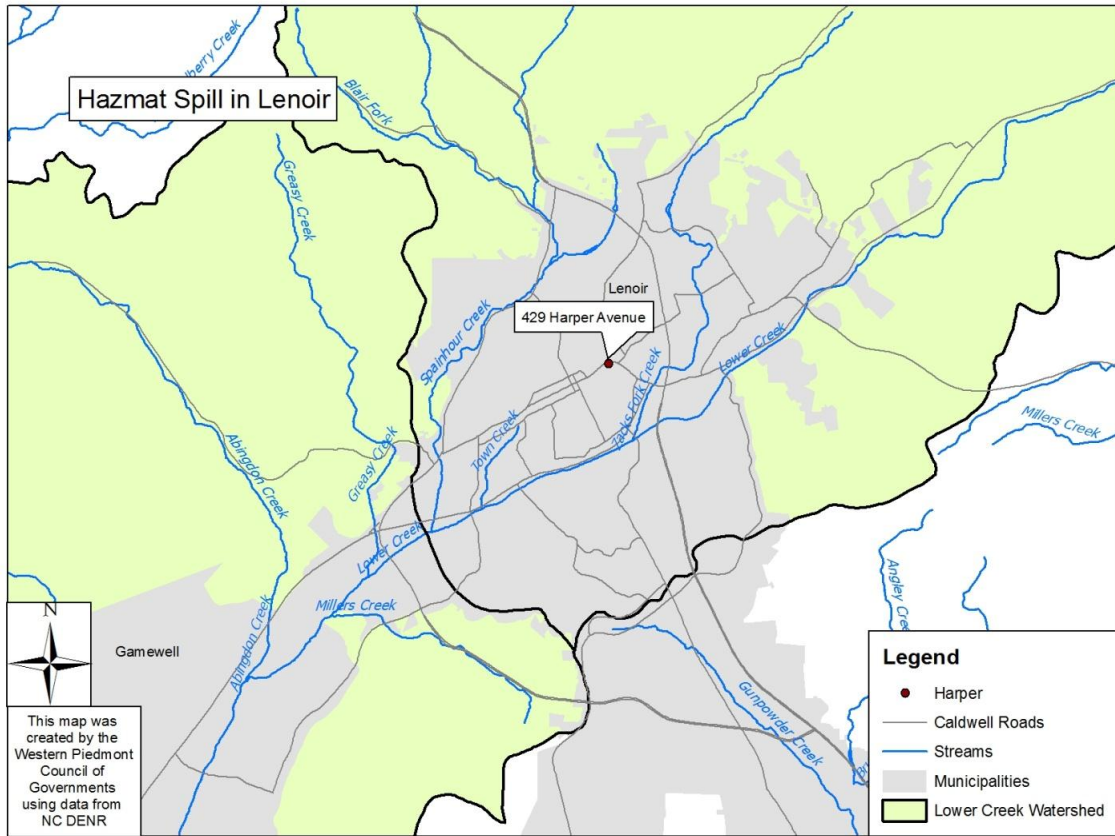 Hazmat Spill in Lenoir
Blair Fork
Greasy Creek
Lenoir
429 Harper Avenue
Spainhour Creek
Lower Creek
Zacks Fork Creek
Millers Creek
Town Creek
Abingdon Creek
Greasy Creek
Lower Creek
Angley Cree
Millers Creek
Abingdon Creek
Gamewell
Gunpowder Creek
N
This map was
created by the
Western Piedmont
Council of
Governments
using data from
NC DENR
Legend
Harper
Caldwell Roads
Streams
Municipalities
Lower Creek Watershed